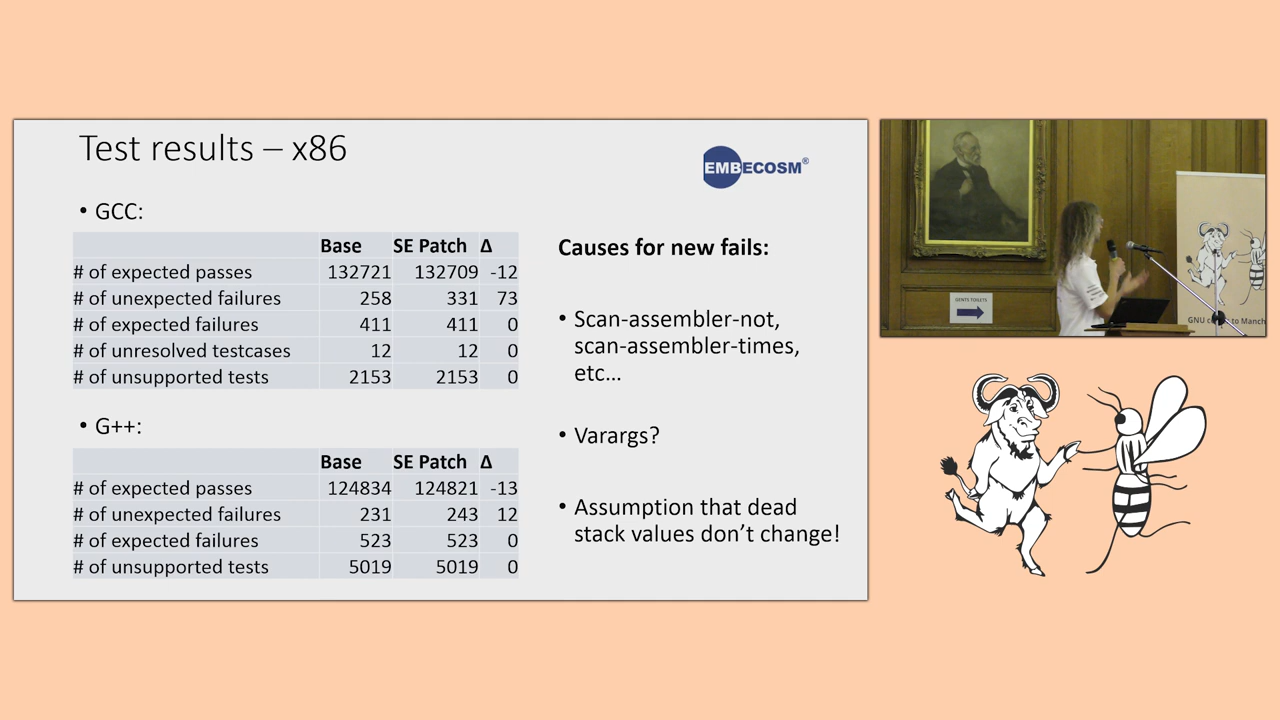 Test results – x86
EMBECOSM®
• GCC:
Base SE Patch Δ
# of expected passes 132721 132709 -12
# of unexpected failures 258 331 73
# of expected failures 411 411 0
# of unresolved testcases 12 12 0
# of unsupported tests 2153 2153 0
• G++:
Base SE Patch Δ
# of expected passes 124834 124821 -13
# of unexpected failures 231 243 12
# of expected failures 523 523 0
# of unsupported tests 5019 5019 0
Causes for new fails:
• Scan-assembler-not,
scan-assembler-times,
etc...
• Varargs?
• Assumption that dead
stack values don’t change!
GENTS TOILETS
GNU to Manch